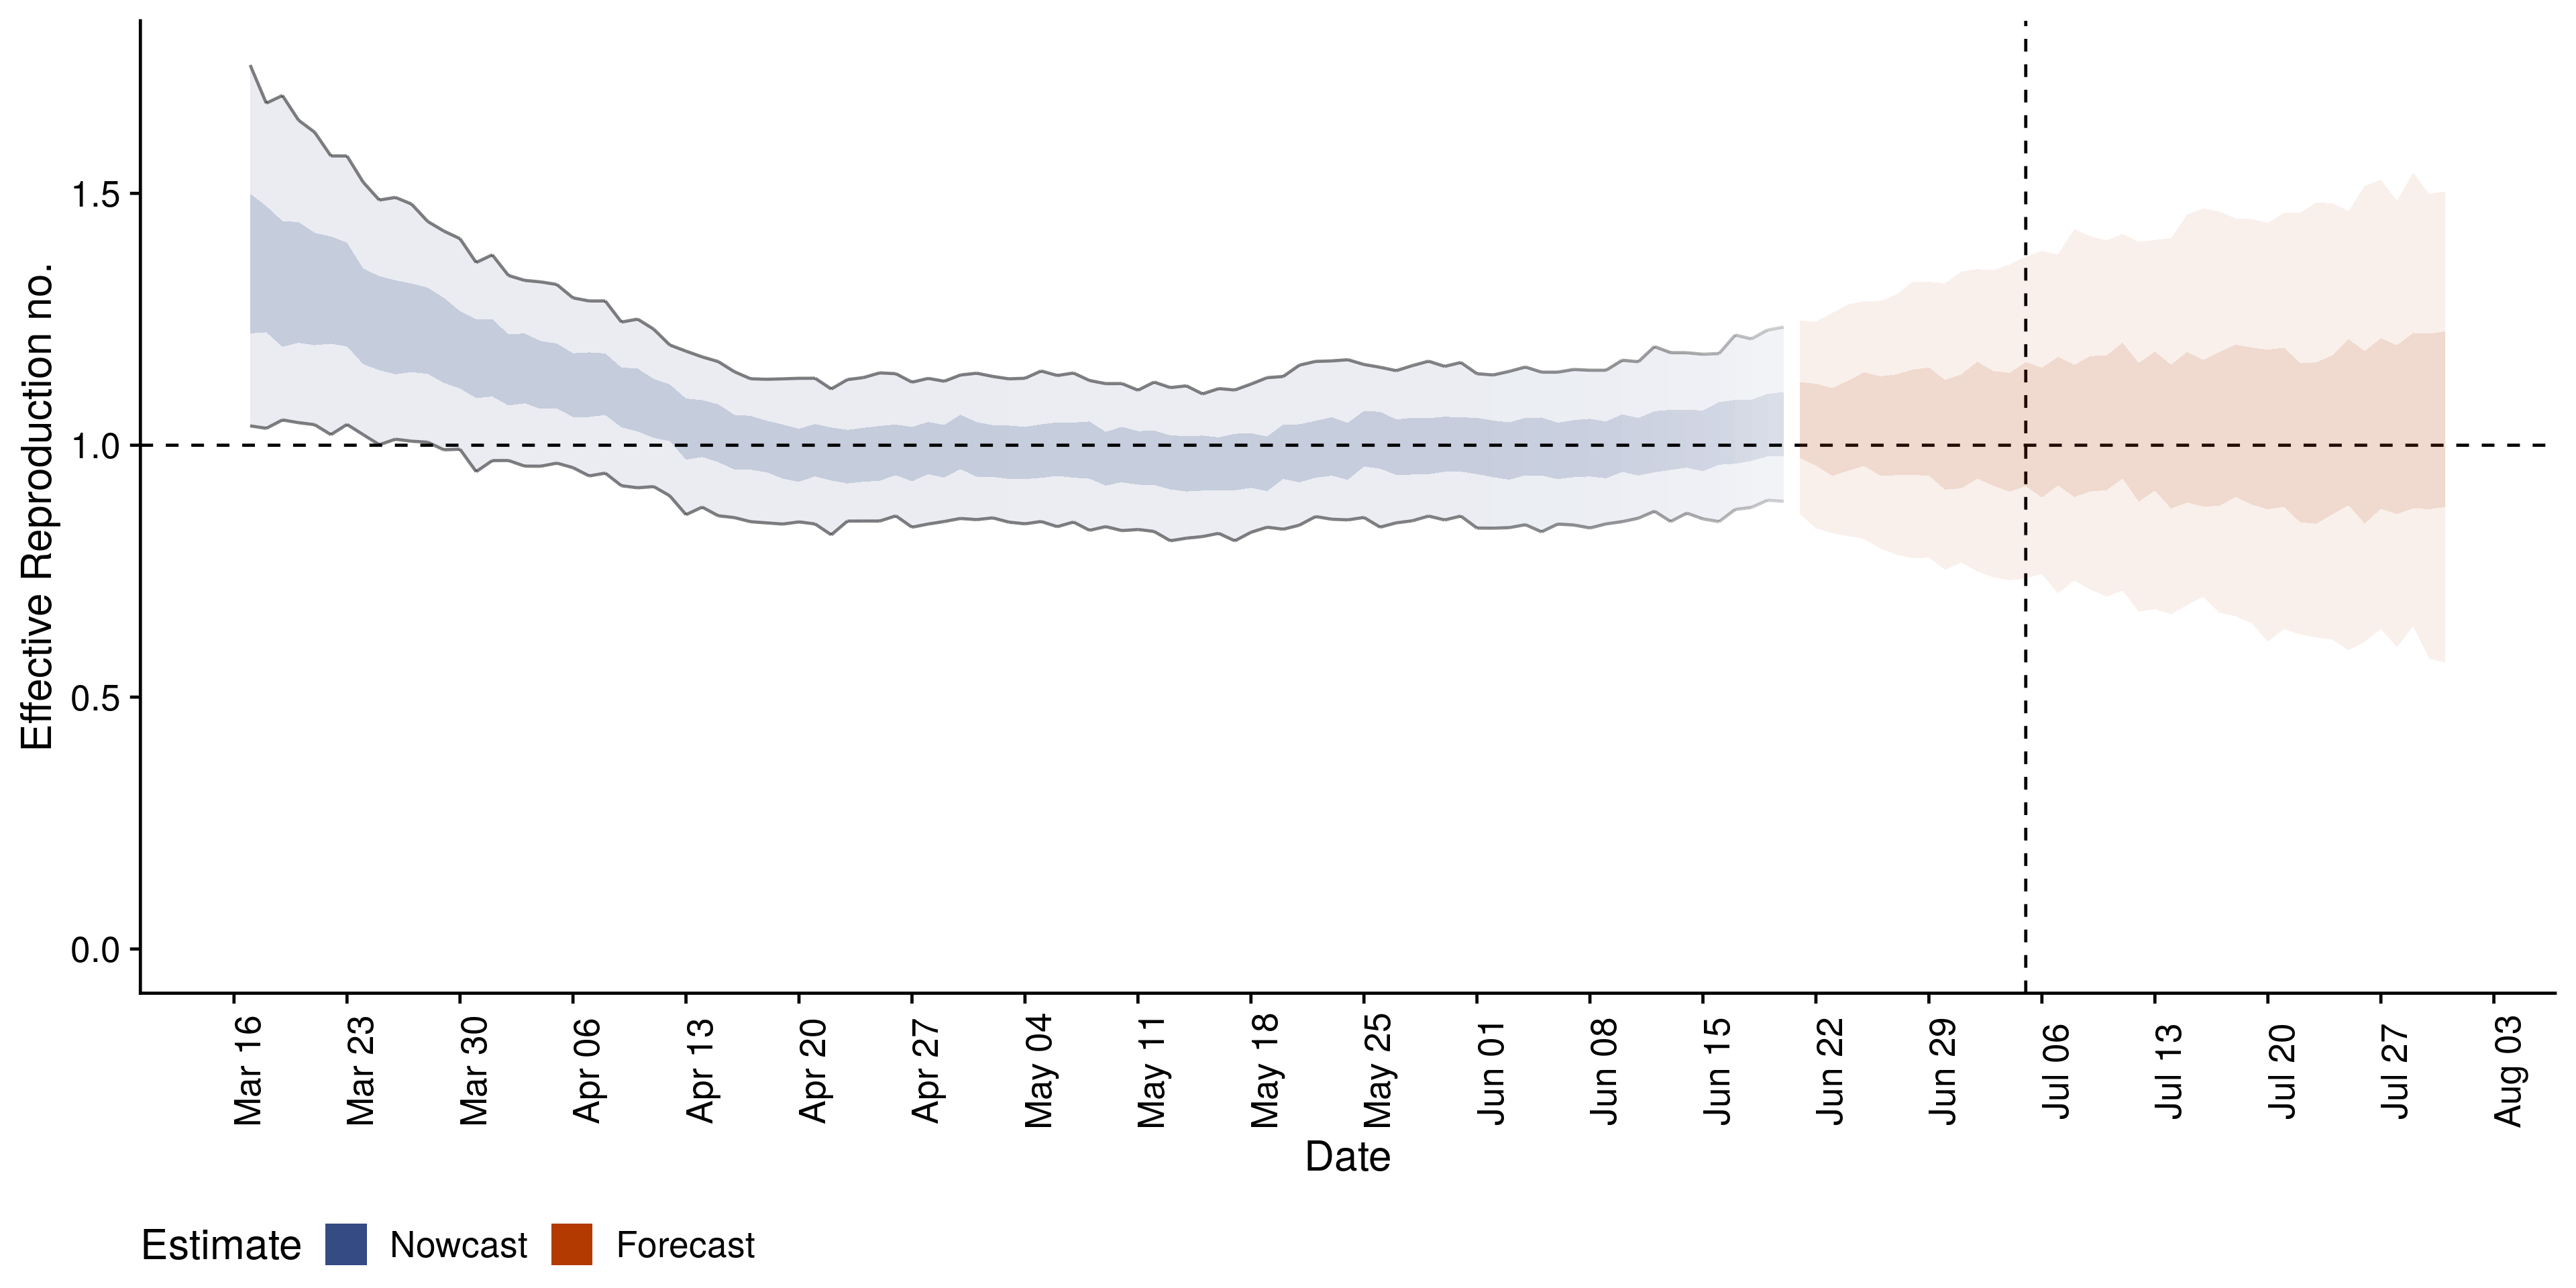 Effective Reproduction no.
1.5
1.0
0.5
0.0
Mar 16
Mar 23
Mar 30
Apr 06
Apr 13
Apr 20
Apr 27
May 04
May 11
May 18
May 25
Jun 01
Jun 08
Jun 15
Jun 22
Jun 29
Jul 06
Jul 13
Jul 20
Jul 27
Aug 03
Date
Estimate Nowcast Forecast